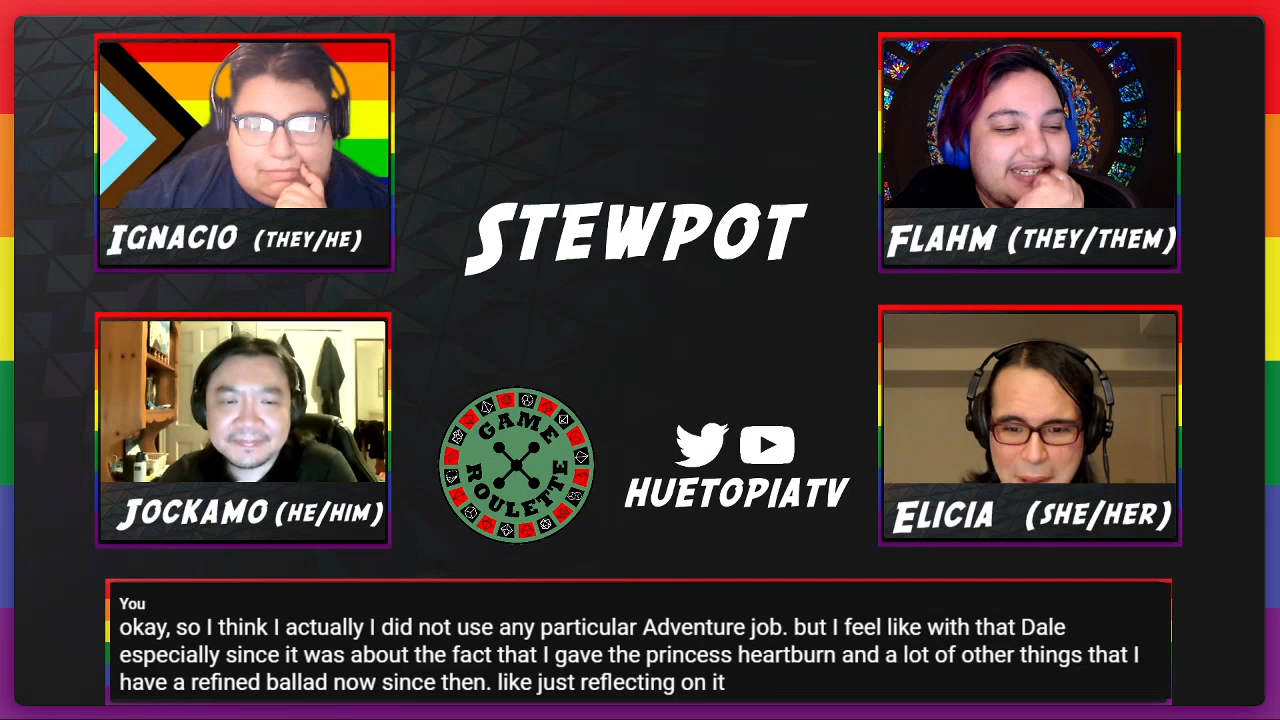 Ignacio (they/he)
Flahm (they/them)
Stewpot
Jockamo (he/him)
GAME
ROULETTE
HUETOPIATV
Elicia (she/her)
You
okay, so I think I actually I did not use any particular Adventure job. but I feel like with that Dale
especially since it was about the fact that I gave the princess heartburn and a lot of other things that I
have a refined ballad now since then. like just reflecting on it